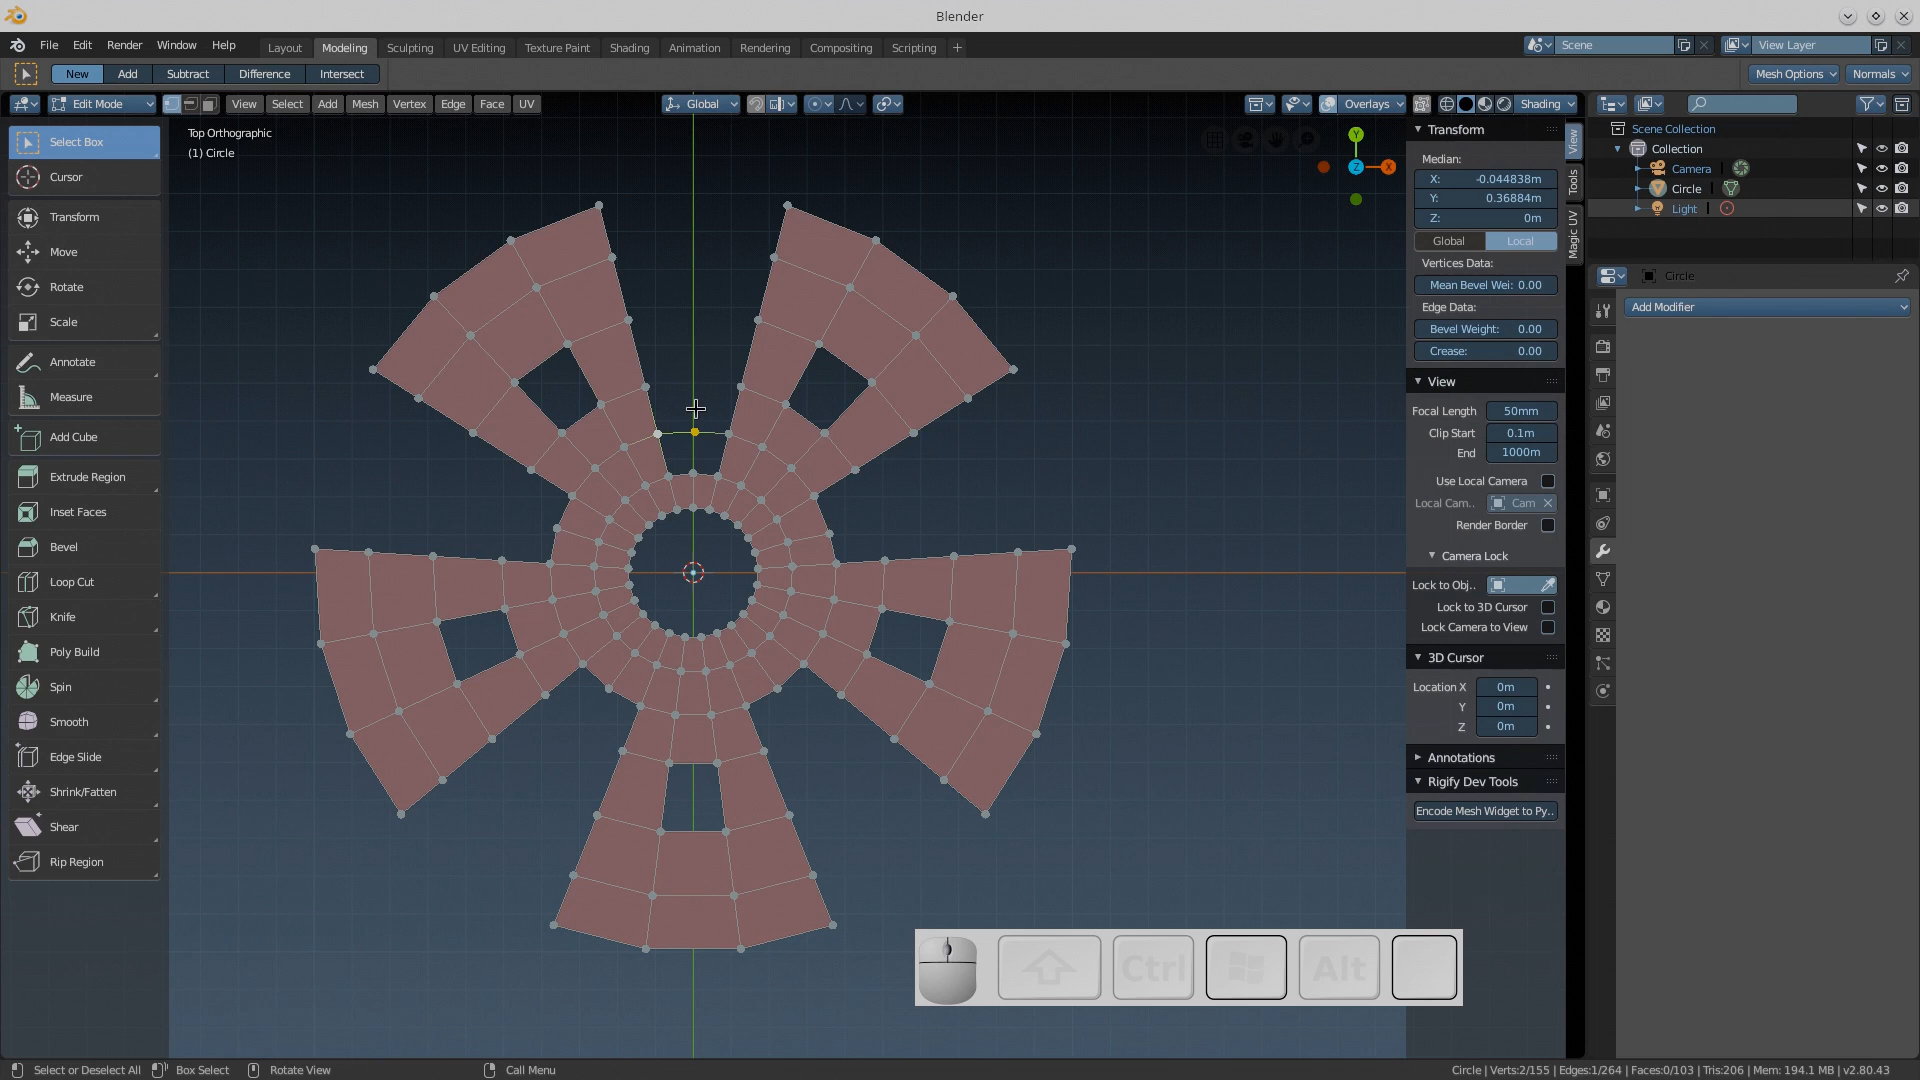 Blender
File Edit Render Window Help
Layout Modeling Sculpting UV Editing Texture Paint Shading Animation Rendering Compositing Scripting +
Scene
View Layer
New Add Subtract Difference Intersect
Mesh Options Normals
Edit Mode View Select Add Mesh Vertex Edge Face UV
Global
Overlays Shading
Select Box
Cursor
Transform
Move
Rotate
Scale
Annotate
Measure
Add Cube
Extrude Region
Inset Faces
Bevel
Loop Cut
Knife
Poly Build
Spin
Smooth
Edge Slide
Shrink/Fatten
Shear
Rip Region
Top Orthographic
(1) Circle
Y
Z
X
Transform
Median:
X: -0.044838m
Y: 0.36884m
Z: 0m
Global Local
Vertices Data:
Mean Bevel Wei: 0.00
Edge Data:
Bevel Weight: 0.00
Crease: 0.00
View
Focal Length 50mm
Clip Start 0.1m
End 1000m
Use Local Camera
Local Cam.. Cam
Render Border
Camera Lock
Lock to Obj..
Lock to 3D Cursor
Lock Camera to View
3D Cursor
Location X 0m
Y 0m
Z 0m
Annotations
Rigify Dev Tools
Encode Mesh Widget to Py..
View
Tools
Magic UV
Scene Collection
Collection
Camera
Circle
Light
Circle
Add Modifier
Ctrl Alt
Select or Deselect All Box Select Rotate View Call Menu
Circle | Verts:2/155 | Edges:1/264 | Faces:0/103 | Tris:206 | Mem: 194.1 MB | v2.80.43